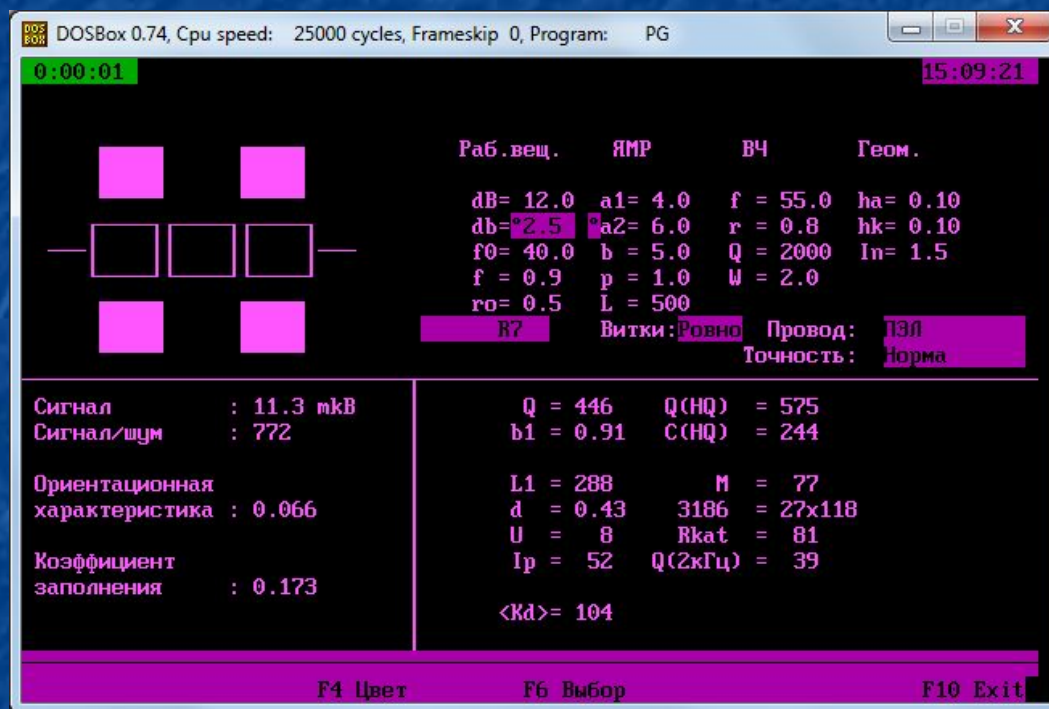 DOS BOX DOSBox 0.74, Cpu speed: 25000 cycles, Frameskip 0, Program: PG
0:00:01 15:09:21
Раб.вещ. ЯМР ВЧ Геом.
dB= 12.0 a1= 4.0 f = 55.0 ha= 0.10
db=°2.5 °a2= 6.0 r = 0.8 hk= 0.10
f0= 40.0 b = 5.0 Q = 2000 In= 1.5
f = 0.9 p = 1.0 W = 2.0
ro= 0.5 L = 500
R7 Витки:Ровно Провод: ПЭЛ
Точность: Норма
Сигнал : 11.3 mkB
Сигнал/шум : 772
Ориентационная
характеристика : 0.066
Коэффициент
заполнения : 0.173
Q = 446 Q(HQ) = 575
b1 = 0.91 C(HQ) = 244
L1 = 288 M = 77
d = 0.43 3186 = 27x118
U = 8 Rkat = 81
Ip = 52 Q(2кГц) = 39
<Kd>= 104
F4 Цвет F6 Выбор F10 Exit